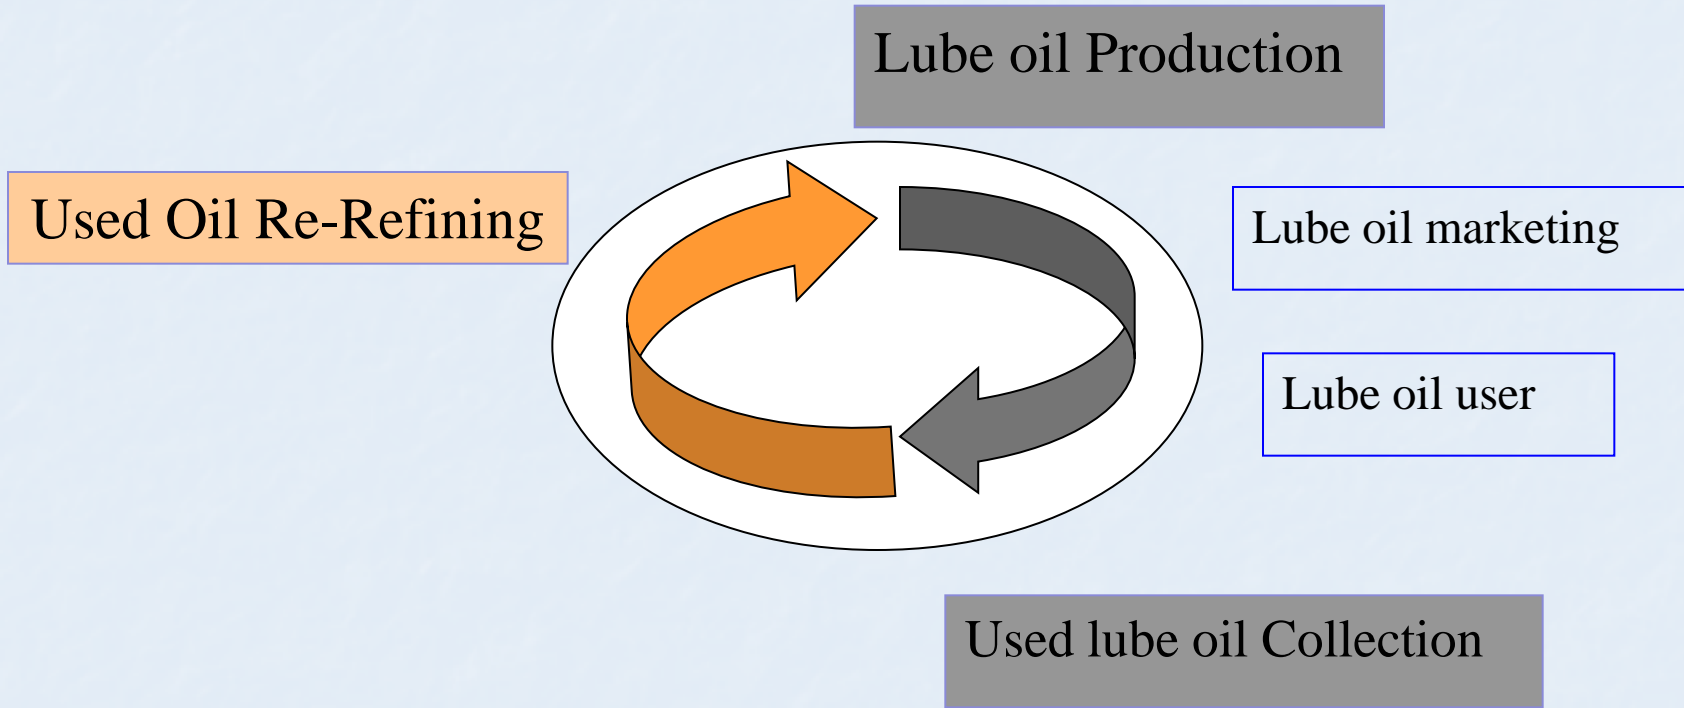 Lube oil Production
Used Oil Re-Refining
Lube oil marketing
Lube oil user
Used lube oil Collection